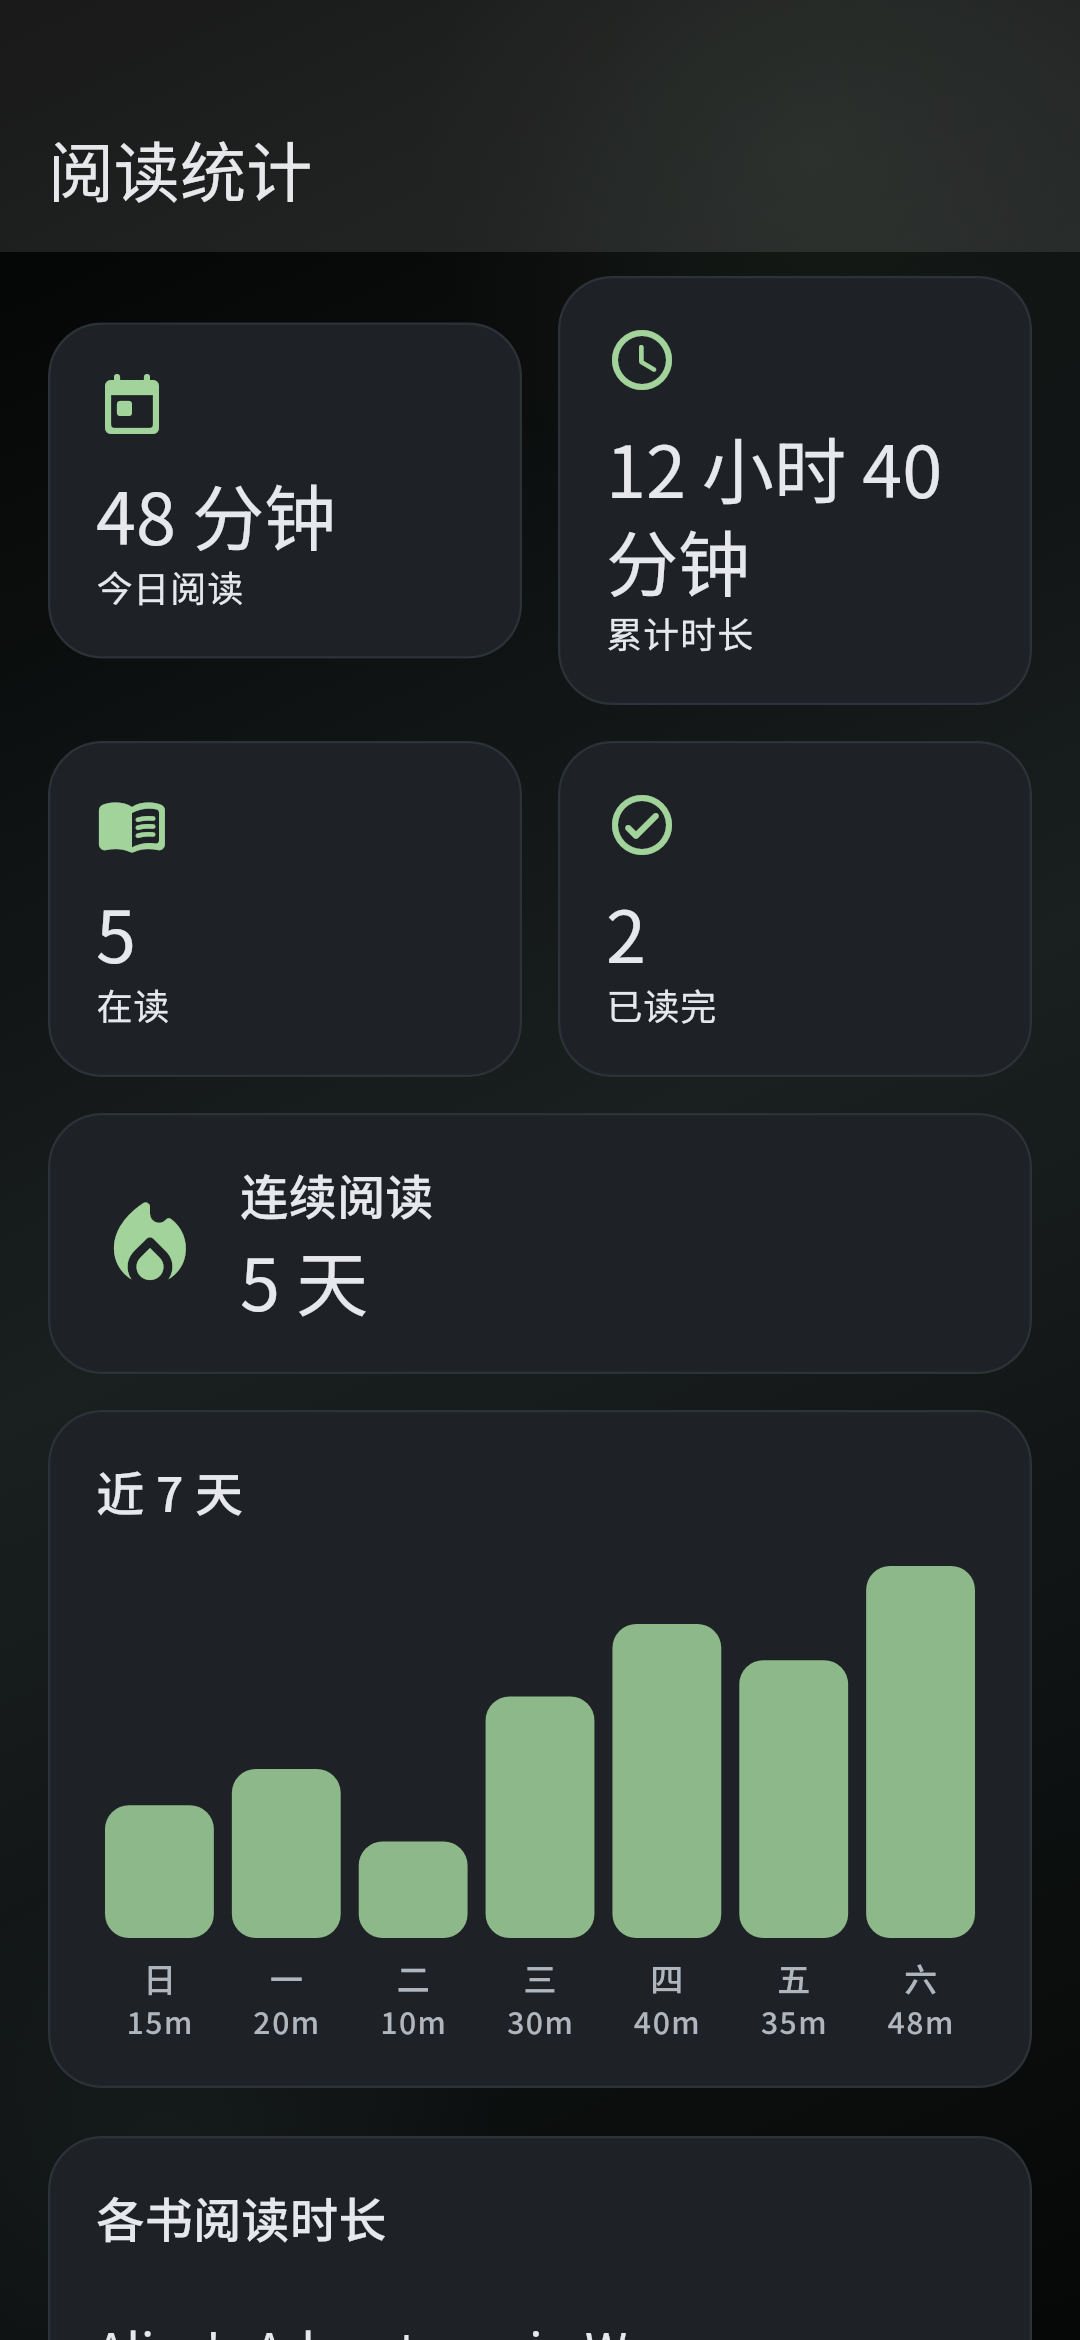 阅读统计
48 分钟
今日阅读
12 小时 40
分钟
累计时长
5
在读
2
已读完
连续阅读
5 天
近 7 天
日 一 二 三 四 五 六
15m 20m 10m 30m 40m 35m 48m
各书阅读时长